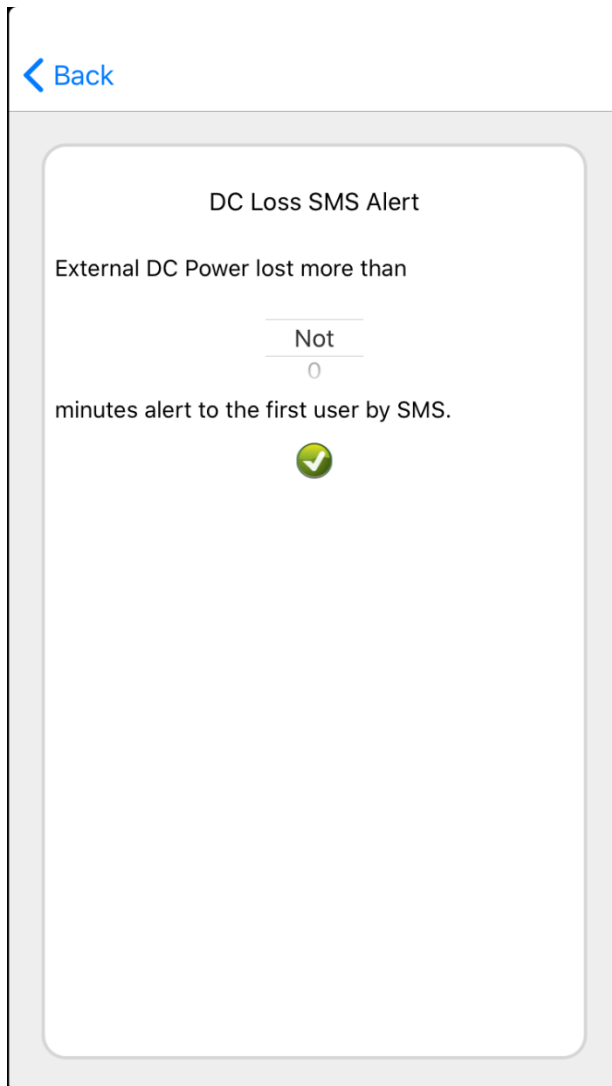 Back
DC Loss SMS Alert
External DC Power lost more than
Not
0
minutes alert to the first user by SMS.